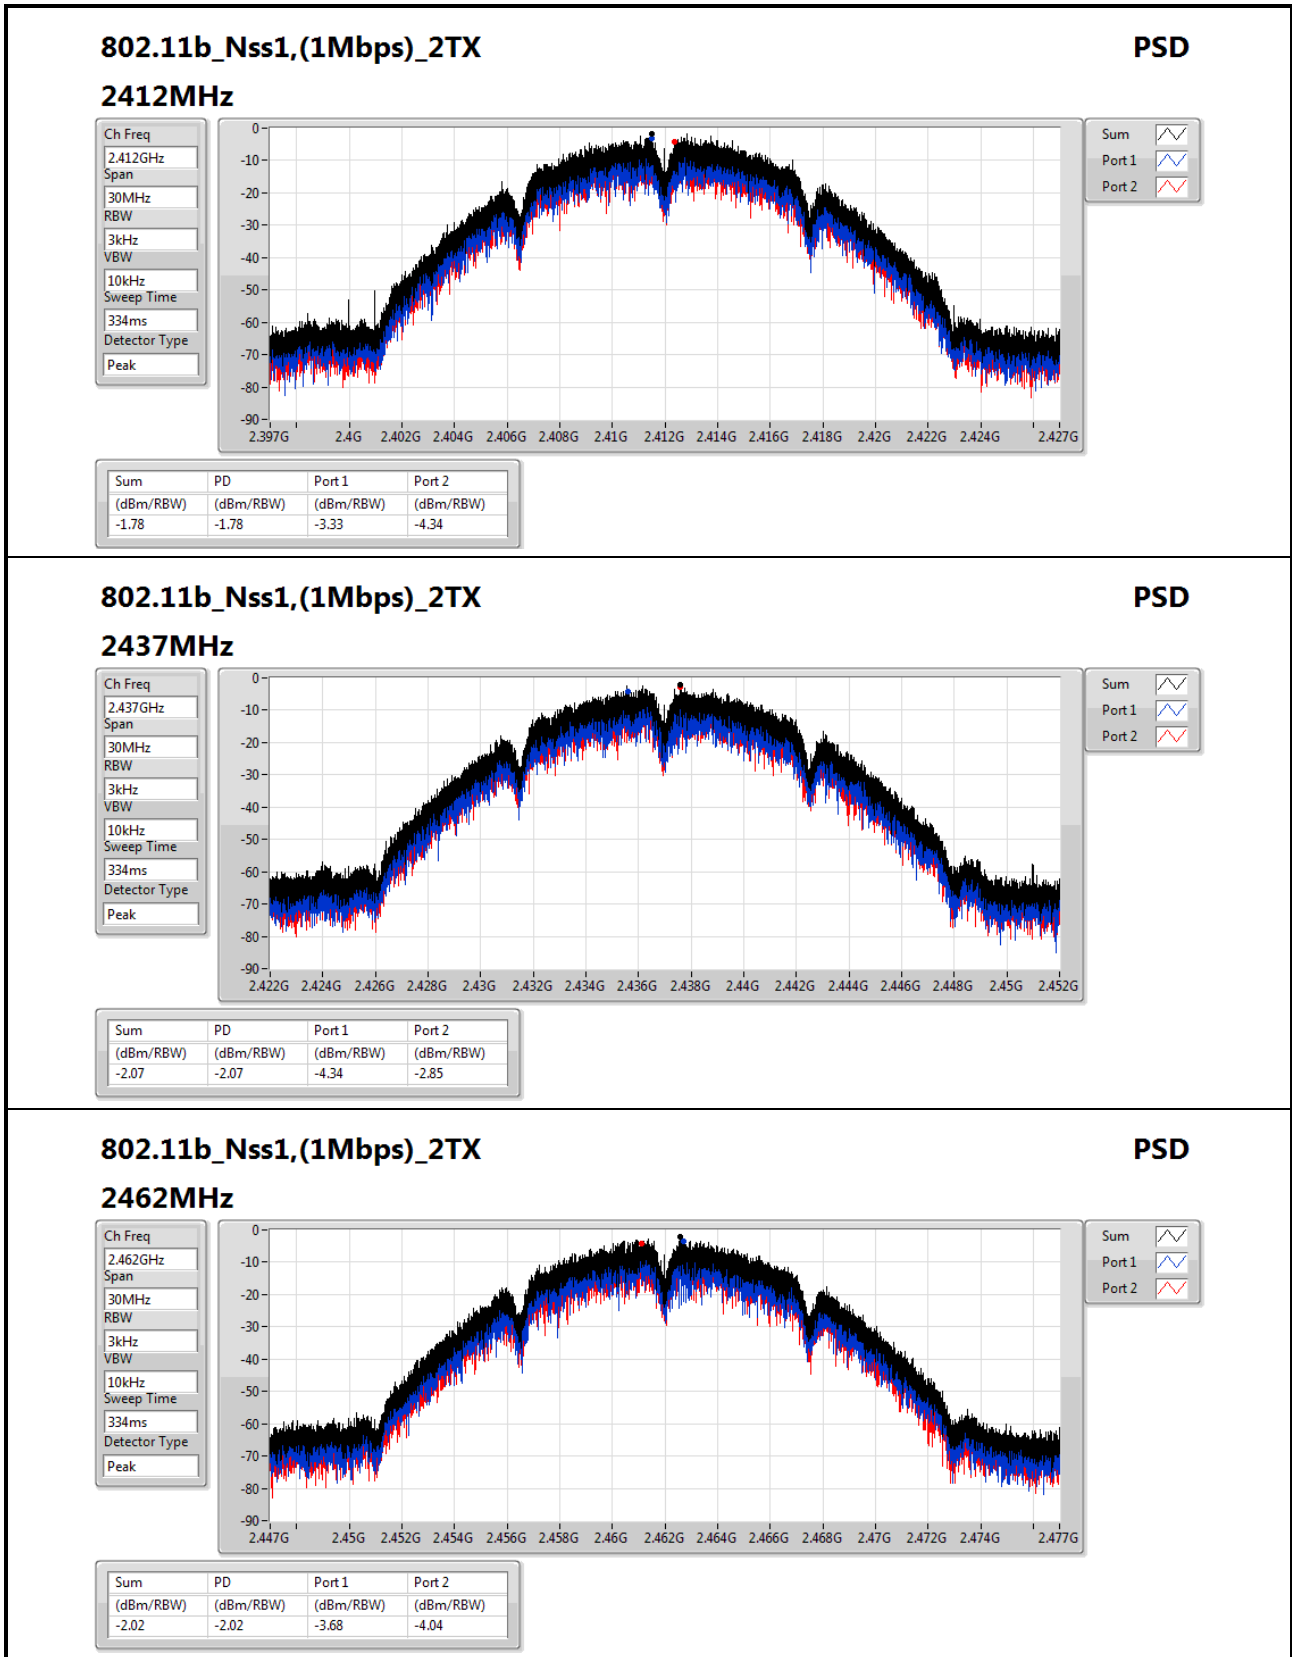 802.11b_Nss1,(1Mbps)_2TX PSD
2412MHz
Ch Freq
2.412GHz
Span
30MHz
RBW
3kHz
VBW
10kHz
Sweep Time
334ms
Detector Type
Peak
0
-10
-20
-30
-40
-50
-60
-70
-80
-90
2.397G 2.4G 2.402G 2.404G 2.406G 2.408G 2.41G 2.412G 2.414G 2.416G 2.418G 2.42G 2.422G 2.424G 2.427G
Sum
Port 1
Port 2
Sum PD Port 1 Port 2
(dBm/RBW) (dBm/RBW) (dBm/RBW) (dBm/RBW)
-1.78 -1.78 -3.33 -4.34
802.11b_Nss1,(1Mbps)_2TX PSD
2437MHz
Ch Freq
2.437GHz
Span
30MHz
RBW
3kHz
VBW
10kHz
Sweep Time
334ms
Detector Type
Peak
0
-10
-20
-30
-40
-50
-60
-70
-80
-90
2.422G 2.424G 2.426G 2.428G 2.43G 2.432G 2.434G 2.436G 2.438G 2.44G 2.442G 2.444G 2.446G 2.448G 2.45G 2.452G
Sum
Port 1
Port 2
Sum PD Port 1 Port 2
(dBm/RBW) (dBm/RBW) (dBm/RBW) (dBm/RBW)
-2.07 -2.07 -4.34 -2.85
802.11b_Nss1,(1Mbps)_2TX PSD
2462MHz
Ch Freq
2.462GHz
Span
30MHz
RBW
3kHz
VBW
10kHz
Sweep Time
334ms
Detector Type
Peak
0
-10
-20
-30
-40
-50
-60
-70
-80
-90
2.447G 2.45G 2.452G 2.454G 2.456G 2.458G 2.46G 2.462G 2.464G 2.466G 2.468G 2.47G 2.472G 2.474G 2.477G
Sum
Port 1
Port 2
Sum PD Port 1 Port 2
(dBm/RBW) (dBm/RBW) (dBm/RBW) (dBm/RBW)
-2.02 -2.02 -3.68 -4.04